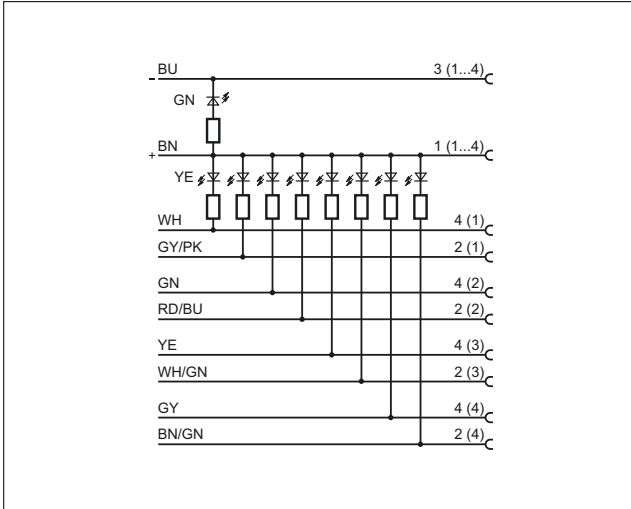 BU 3 (1...4)
-
GN
BN 1 (1...4)
+
YE
WH 4 (1)
GY/PK 2 (1)
GN 4 (2)
RD/BU 2 (2)
YE 4 (3)
WH/GN 2 (3)
GY 4 (4)
BN/GN 2 (4)